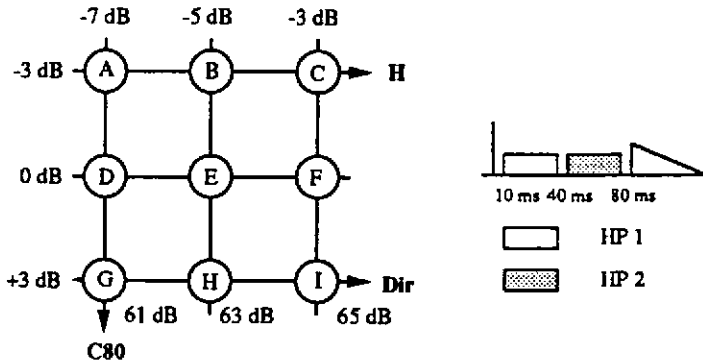 -7 dB -5 dB -3 dB
-3 dB A B C H
0 dB D E F
+3 dB G H I Dir
61 dB 63 dB 65 dB
C80
10 ms 40 ms 80 ms
HP 1
HP 2